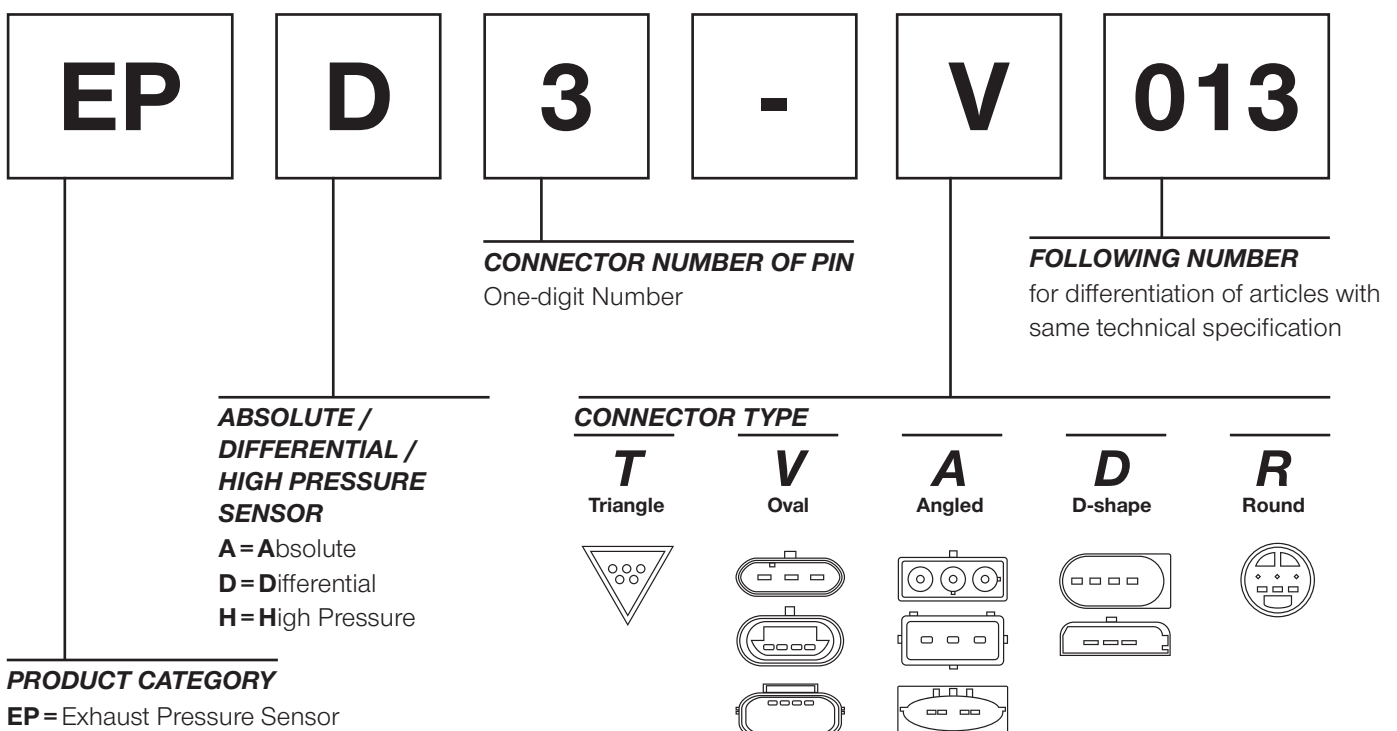 EP D 3 - V 013
CONNECTOR NUMBER OF PIN
One-digit Number
FOLLOWING NUMBER
for differentiation of articles with
same technical specification
ABSOLUTE /
DIFFERENTIAL /
HIGH PRESSURE
SENSOR
A = Absolute
D = Differential
H = High Pressure
CONNECTOR TYPE
T V A D R
Triangle Oval Angled D-shape Round
PRODUCT CATEGORY
EP = Exhaust Pressure Sensor